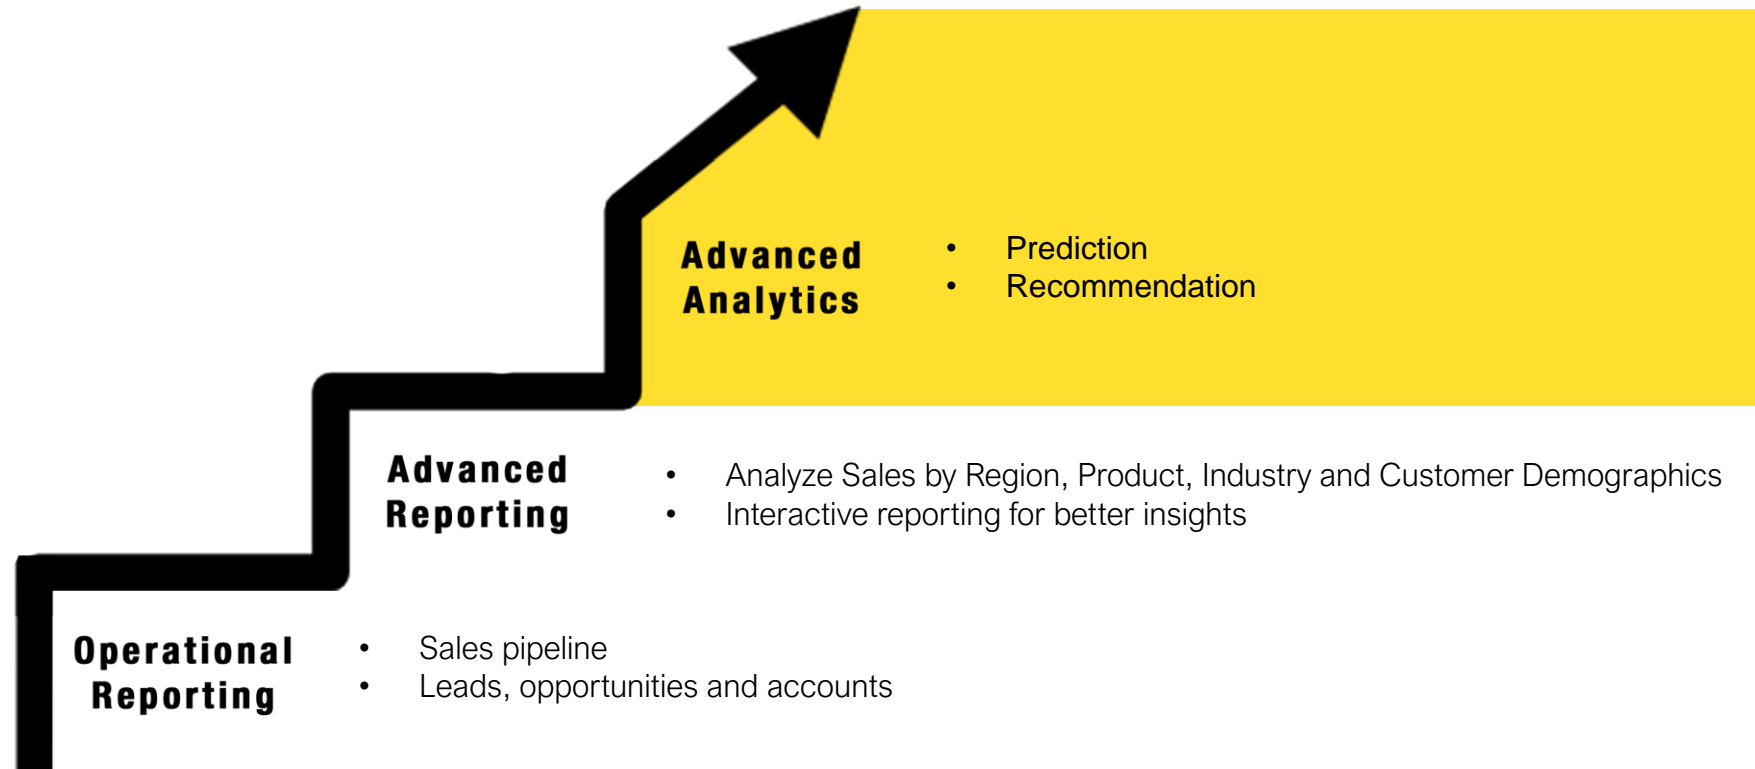 Advanced
Analytics
• Prediction
• Recommendation
Advanced
Reporting
• Analyze Sales by Region, Product, Industry and Customer Demographics
• Interactive reporting for better insights
Operational
Reporting
• Sales pipeline
• Leads, opportunities and accounts